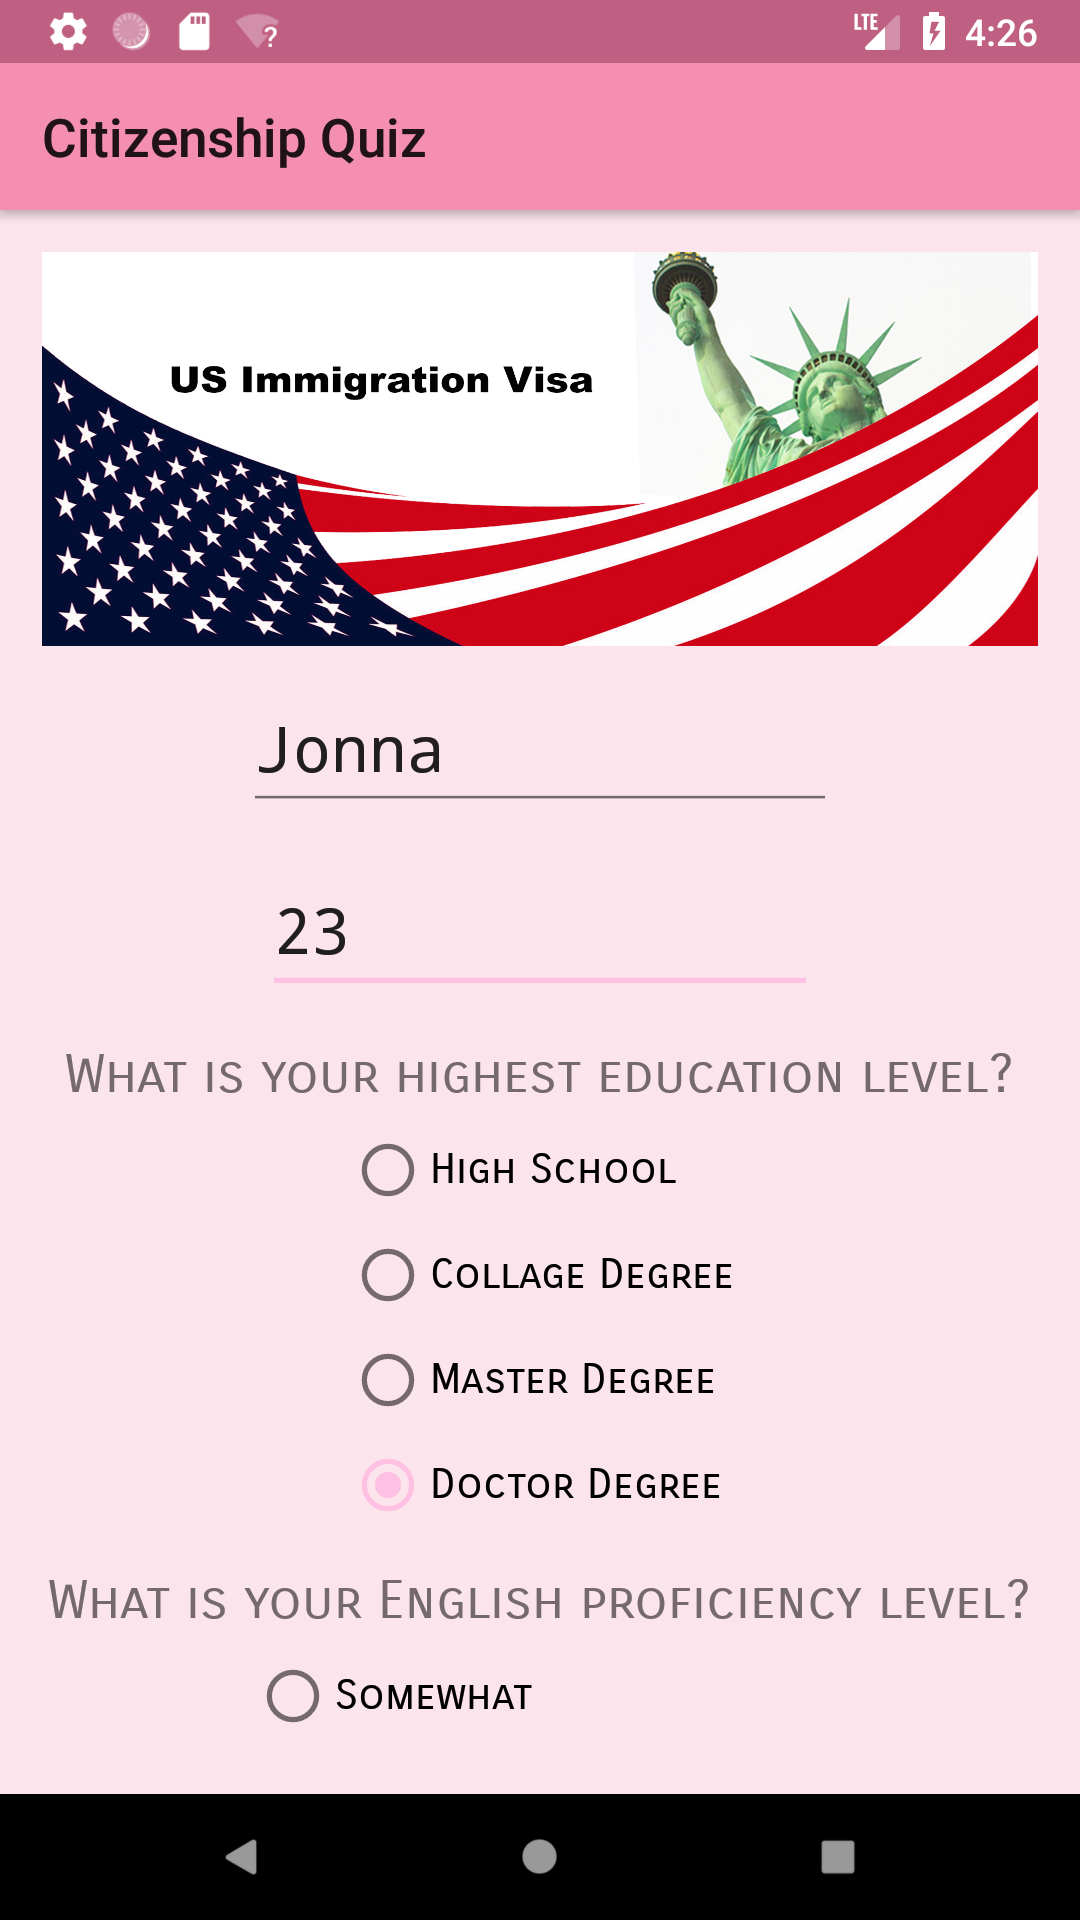 LTE 4:26
Citizenship Quiz
US Immigration Visa
Jonna
23
What is your highest education level?
High School
Collage Degree
Master Degree
Doctor Degree
What is your English proficiency level?
Somewhat